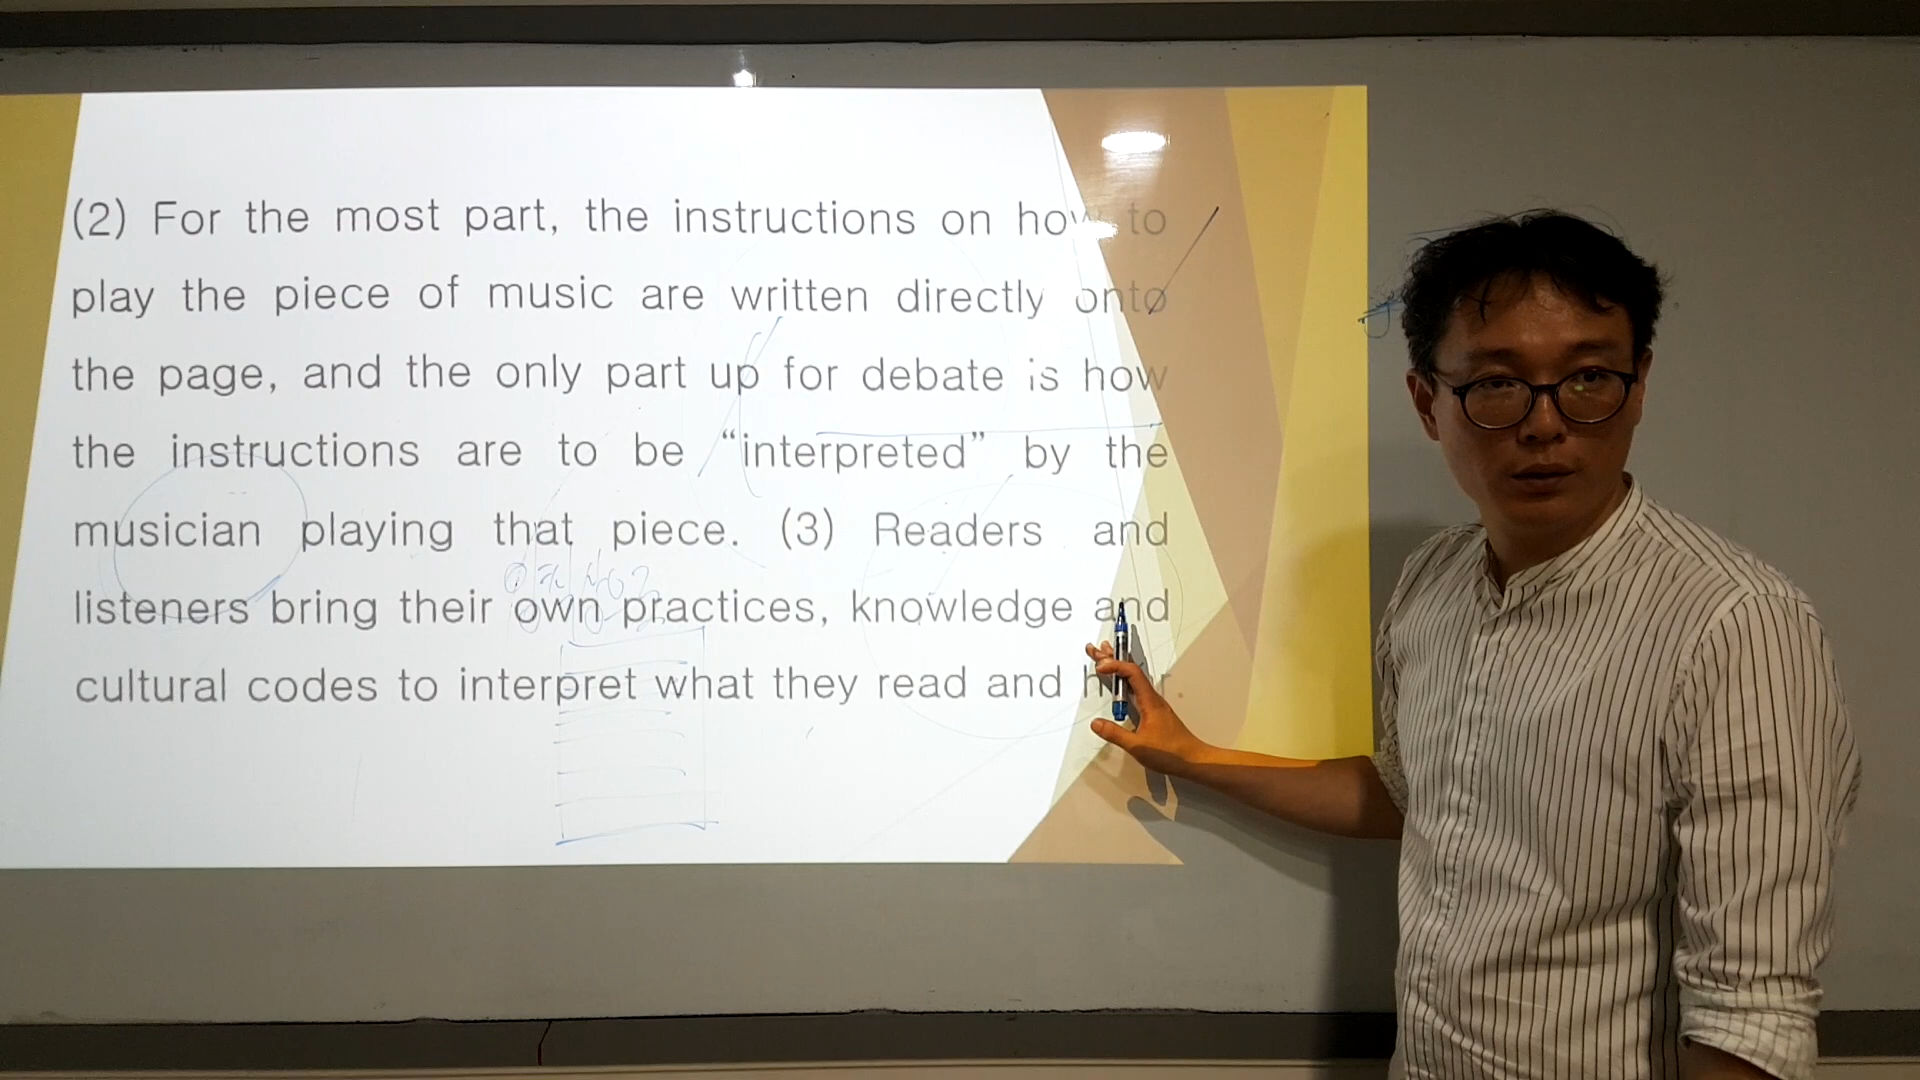 (2) For the most part, the instructions on how to
play the piece of music are written directly onto
the page, and the only part up for debate is how
the instructions are to be “interpreted” by the
musician playing that piece. (3) Readers and
listeners bring their own practices, knowledge and
cultural codes to interpret what they read and